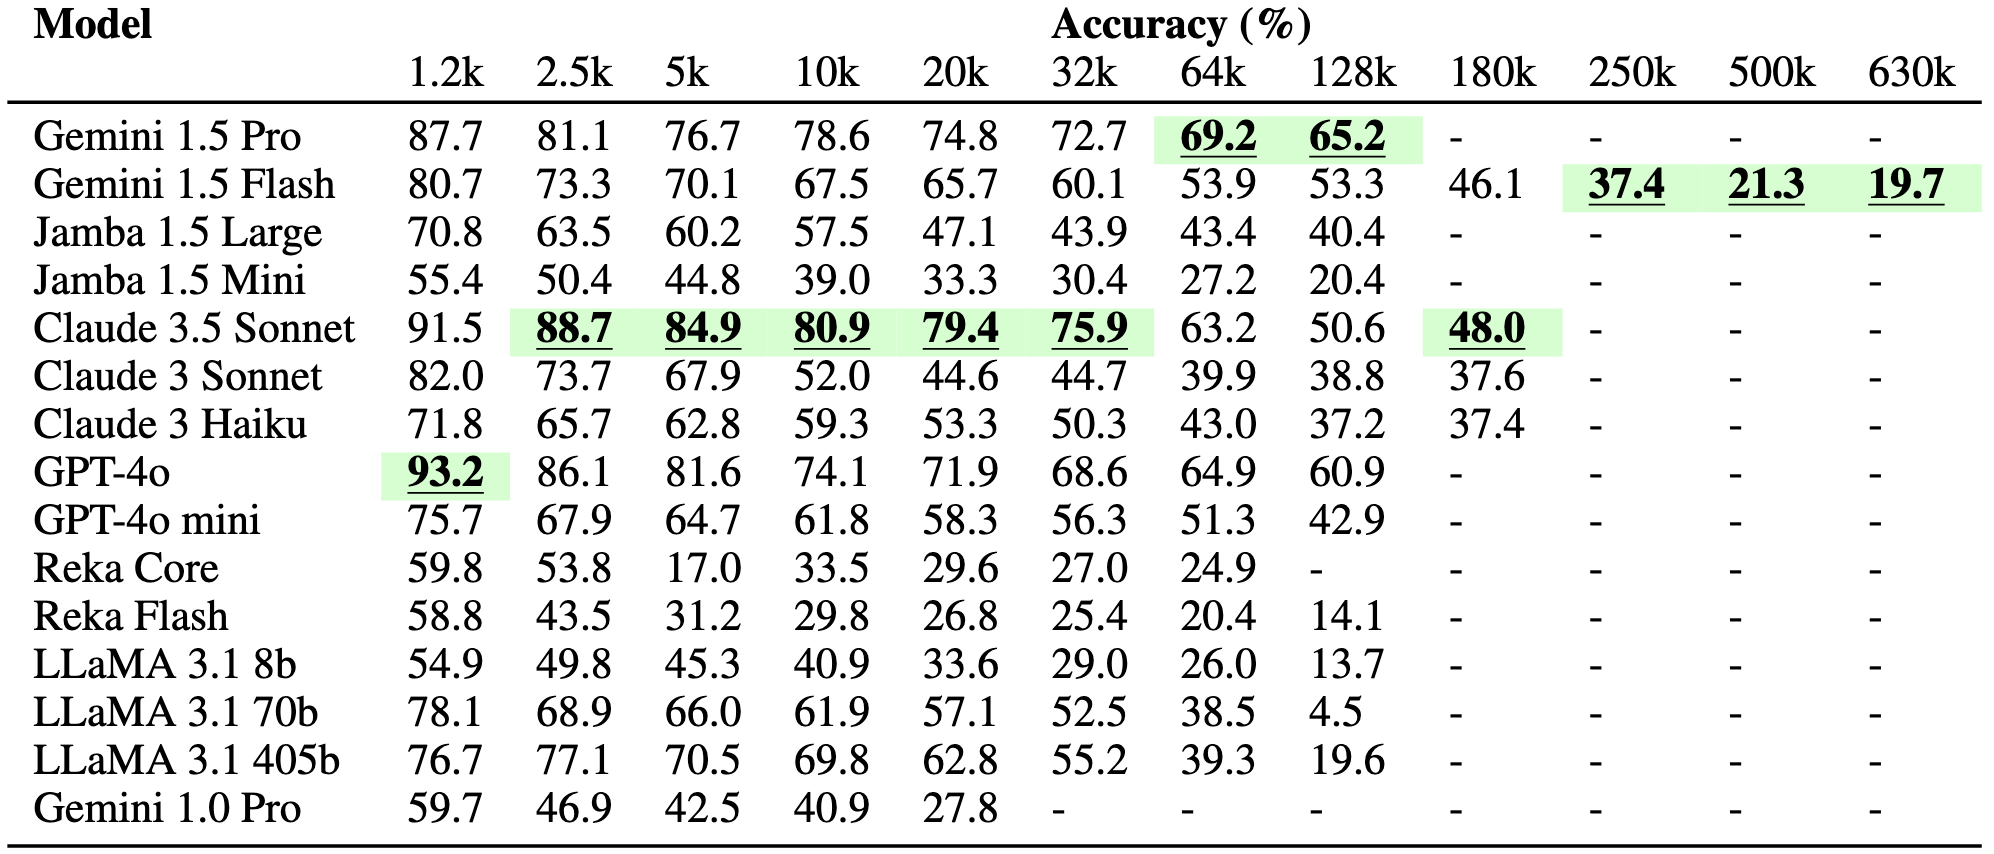 Model Accuracy (%)
1.2k 2.5k 5k 10k 20k 32k 64k 128k 180k 250k 500k 630k
Gemini 1.5 Pro 87.7 81.1 76.7 78.6 74.8 72.7 69.2 65.2 - - - -
Gemini 1.5 Flash 80.7 73.3 70.1 67.5 65.7 60.1 53.9 53.3 46.1 37.4 21.3 19.7
Jamba 1.5 Large 70.8 63.5 60.2 57.5 47.1 43.9 43.4 40.4 - - - -
Jamba 1.5 Mini 55.4 50.4 44.8 39.0 33.3 30.4 27.2 20.4 - - - -
Claude 3.5 Sonnet 91.5 88.7 84.9 80.9 79.4 75.9 63.2 50.6 48.0 - - -
Claude 3 Sonnet 82.0 73.7 67.9 52.0 44.6 44.7 39.9 38.8 37.6 - - -
Claude 3 Haiku 71.8 65.7 62.8 59.3 53.3 50.3 43.0 37.2 37.4 - - -
GPT-4o 93.2 86.1 81.6 74.1 71.9 68.6 64.9 60.9 - - - -
GPT-4o mini 75.7 67.9 64.7 61.8 58.3 56.3 51.3 42.9 - - - -
Reka Core 59.8 53.8 17.0 33.5 29.6 27.0 24.9 - - - - -
Reka Flash 58.8 43.5 31.2 29.8 26.8 25.4 20.4 14.1 - - - -
LLaMA 3.1 8b 54.9 49.8 45.3 40.9 33.6 29.0 26.0 13.7 - - - -
LLaMA 3.1 70b 78.1 68.9 66.0 61.9 57.1 52.5 38.5 4.5 - - - -
LLaMA 3.1 405b 76.7 77.1 70.5 69.8 62.8 55.2 39.3 19.6 - - - -
Gemini 1.0 Pro 59.7 46.9 42.5 40.9 27.8 - - - - - - -